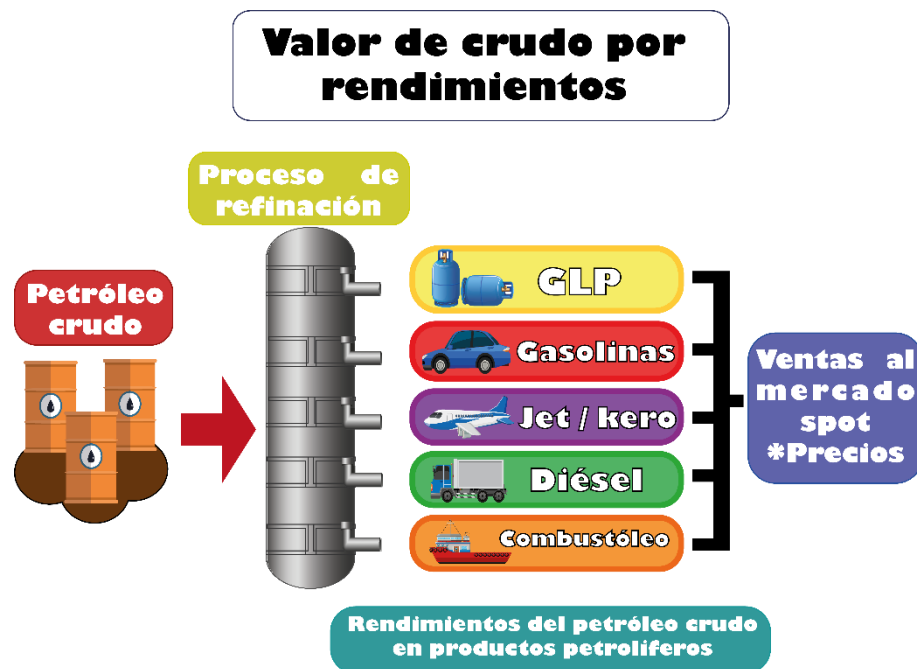 Valor de crudo por
rendimientos
Proceso de
refinación
Petróleo
crudo
GLP
Gasolinas
Jet / kero
Diésel
Combustóleo
Ventas al
mercado
spot
*Precios
Rendimientos del petróleo crudo
en productos petrolíferos